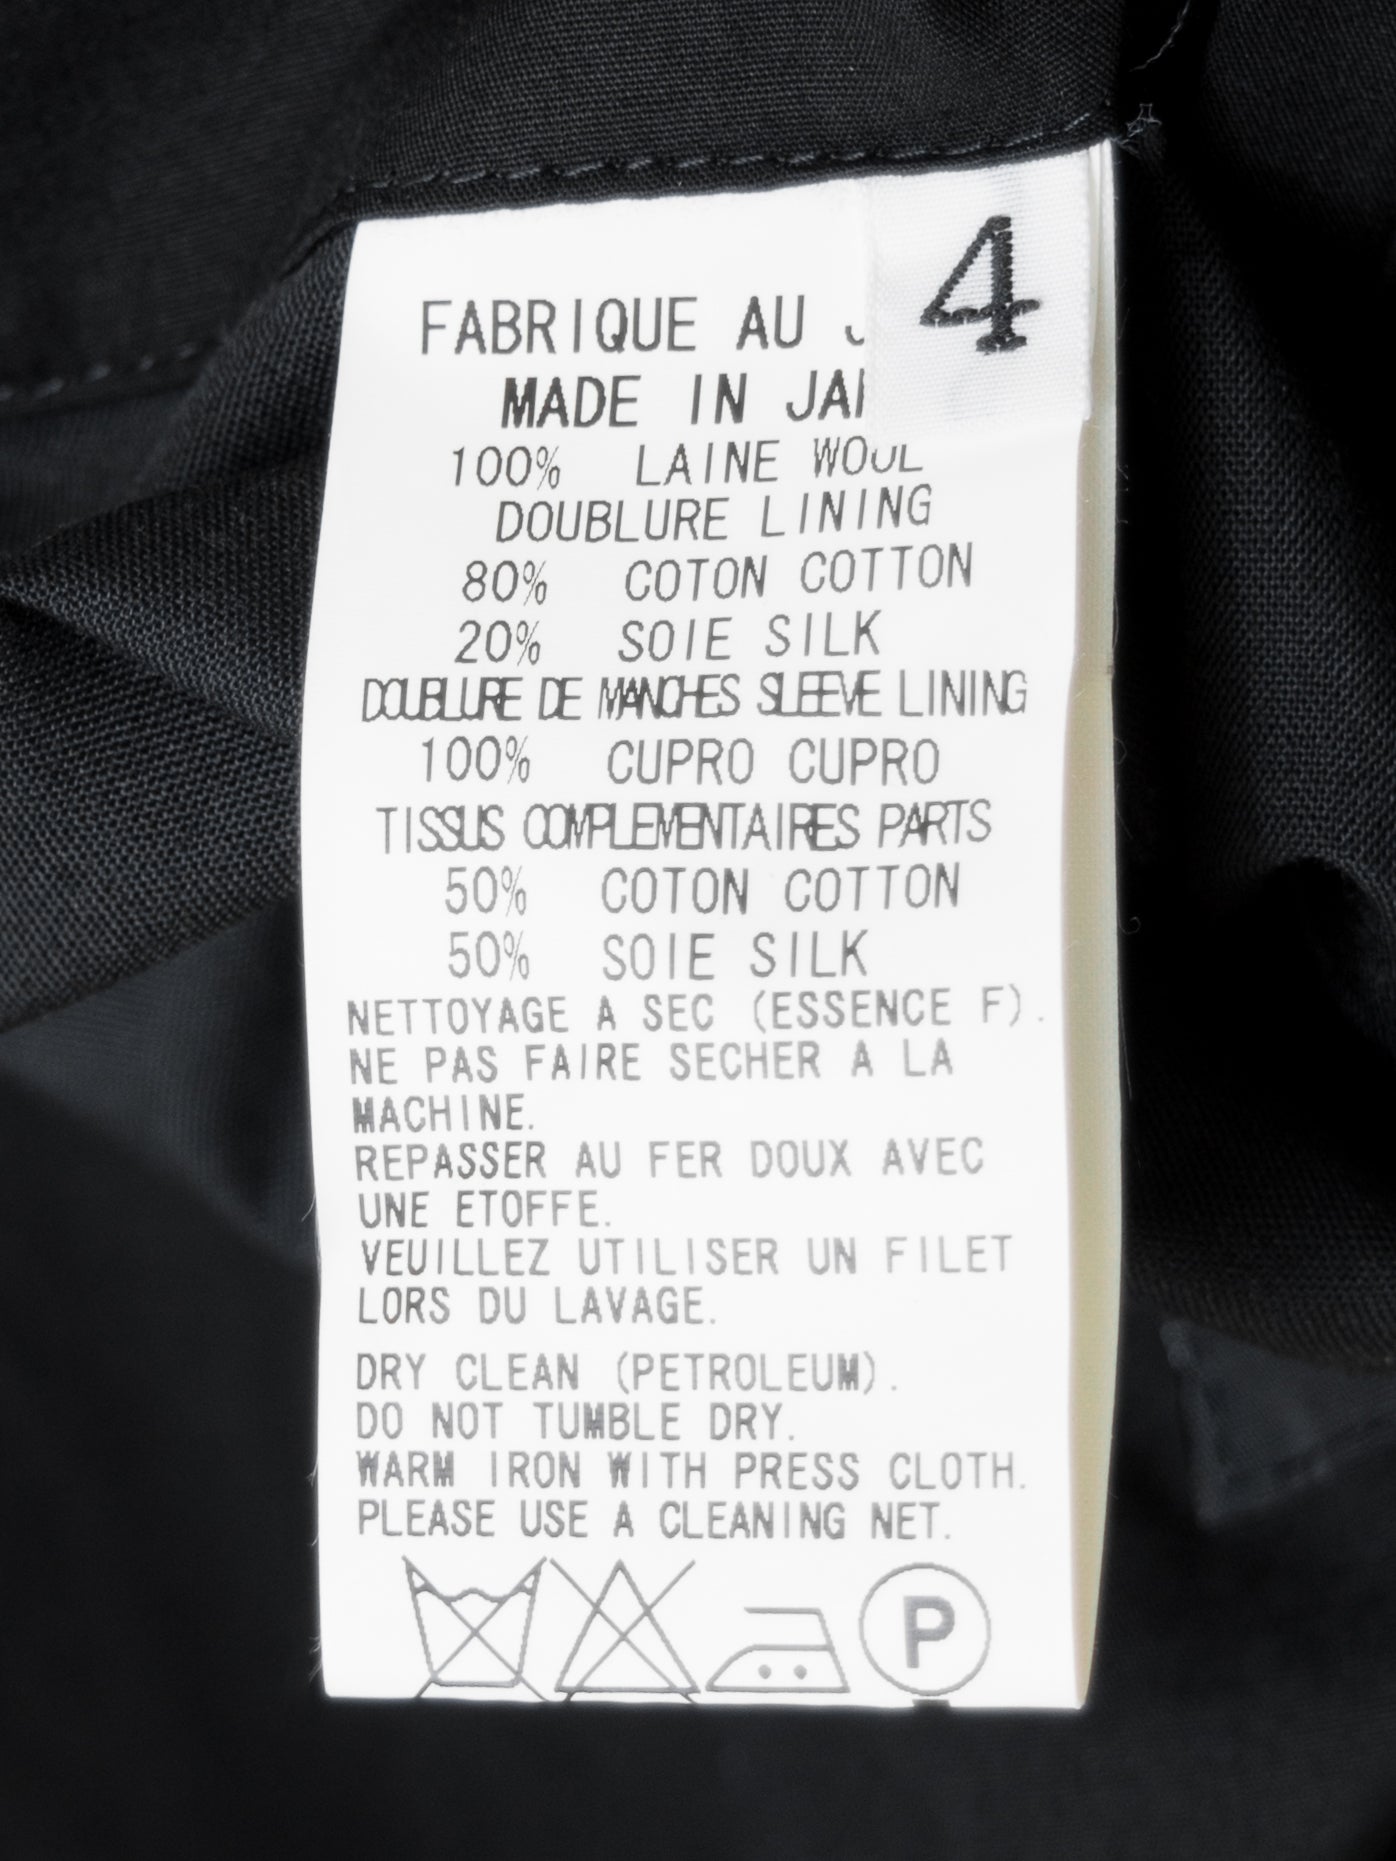 4
FABRIQUE AU J
MADE IN JAP
100% LAINE WOOL
DOUBLURE LINING
80% COTON COTTON
20% SOIE SILK
DOUBLURE DE MANCHES SLEEVE LINING
100% CUPRO CUPRO
TISSUS COMPLEMENTAIRES PARTS
50% COTON COTTON
50% SOIE SILK
NETTOYAGE A SEC (ESSENCE F).
NE PAS FAIRE SECHER A LA
MACHINE.
REPASSER AU FER DOUX AVEC
UNE ETOFFE.
VEUILLEZ UTILISER UN FILET
LORS DU LAVAGE.
DRY CLEAN (PETROLEUM).
DO NOT TUMBLE DRY.
WARM IRON WITH PRESS CLOTH.
PLEASE USE A CLEANING NET.
P